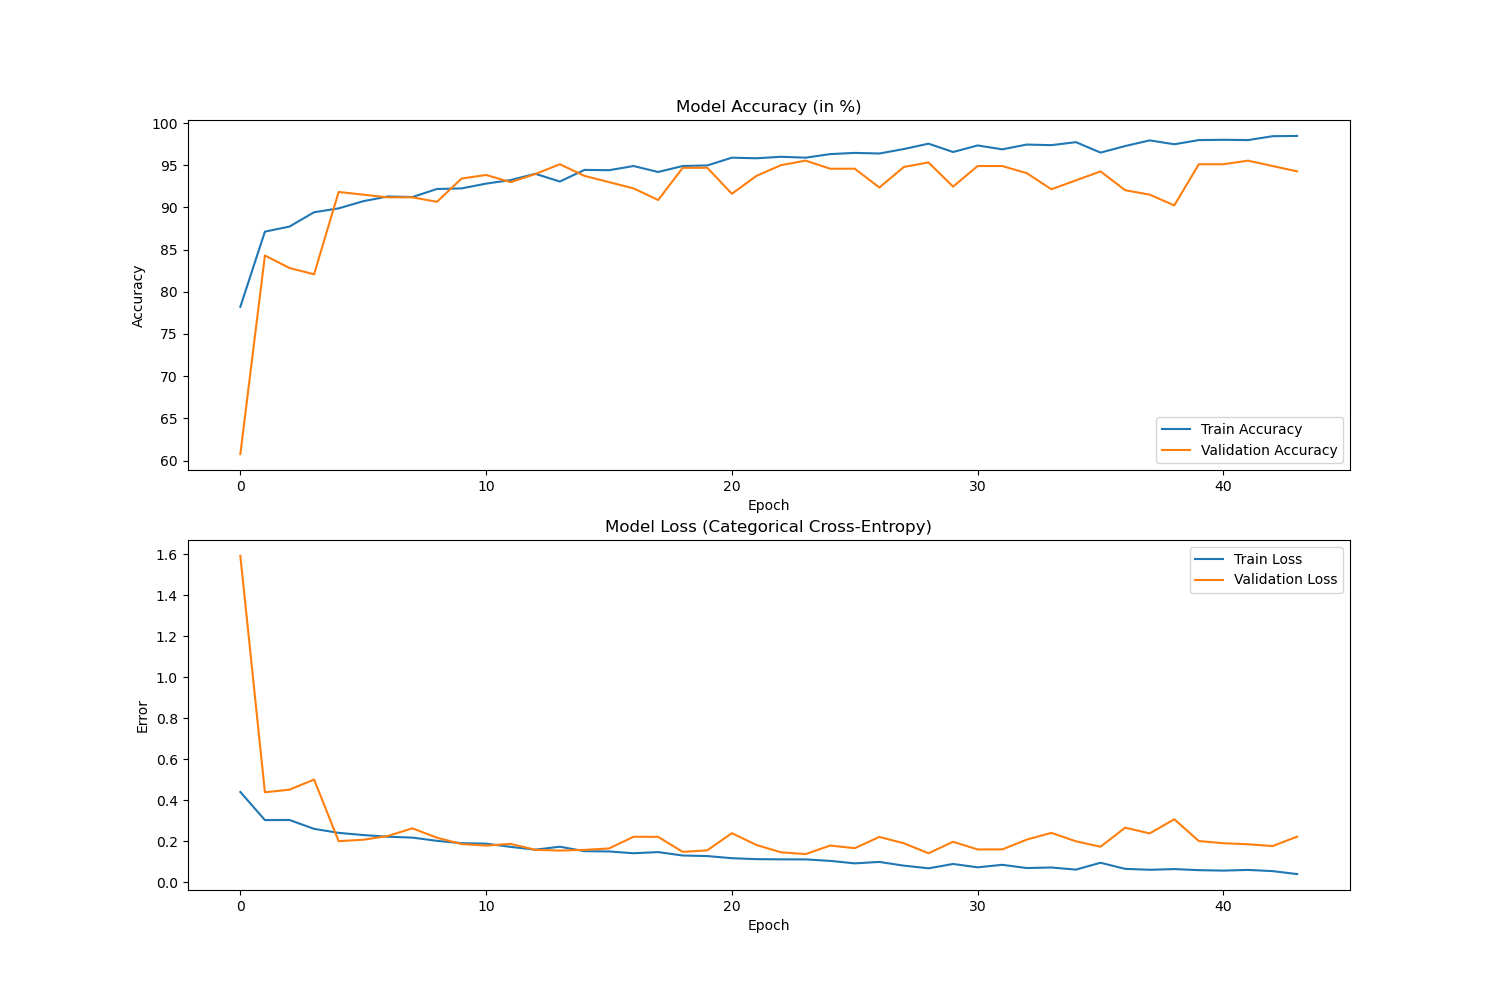 Model Accuracy (in %)
100
95
90
85
80
75
70
65
60
Accuracy
Train Accuracy
Validation Accuracy
0 10 20 30 40
Epoch
Model Loss (Categorical Cross-Entropy)
1.6
1.4
1.2
1.0
0.8
0.6
0.4
0.2
0.0
Error
Train Loss
Validation Loss
0 10 20 30 40
Epoch